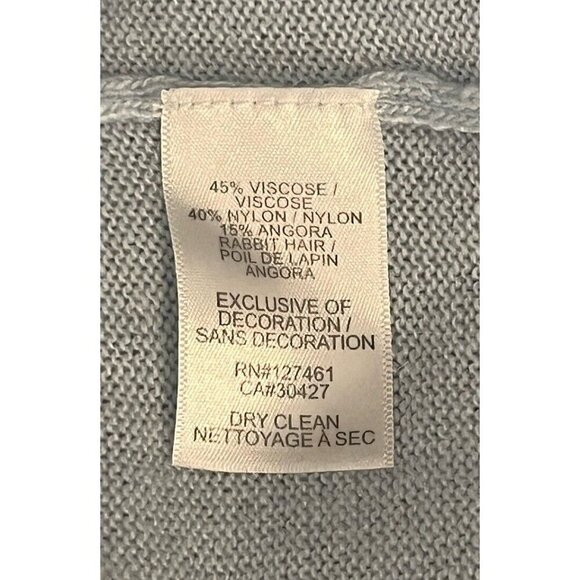 45% VISCOSE /
VISCOSE
40% NYLON / NYLON
15% ANGORA
RABBIT HAIR /
POIL DE LAPIN
ANGORA
EXCLUSIVE OF
DECORATION /
SANS DECORATION
RN#127461
CA#30427
DRY CLEAN
NETTOYAGE À SEC